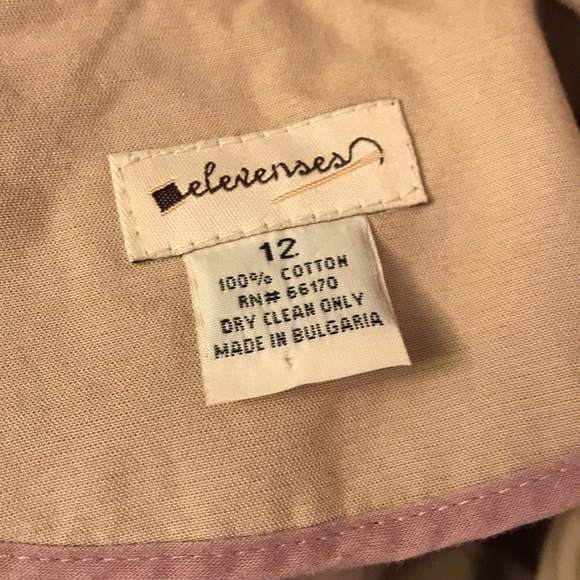 elevenses
12
100% COTTON
RN# 66170
DRY CLEAN ONLY
MADE IN BULGARIA